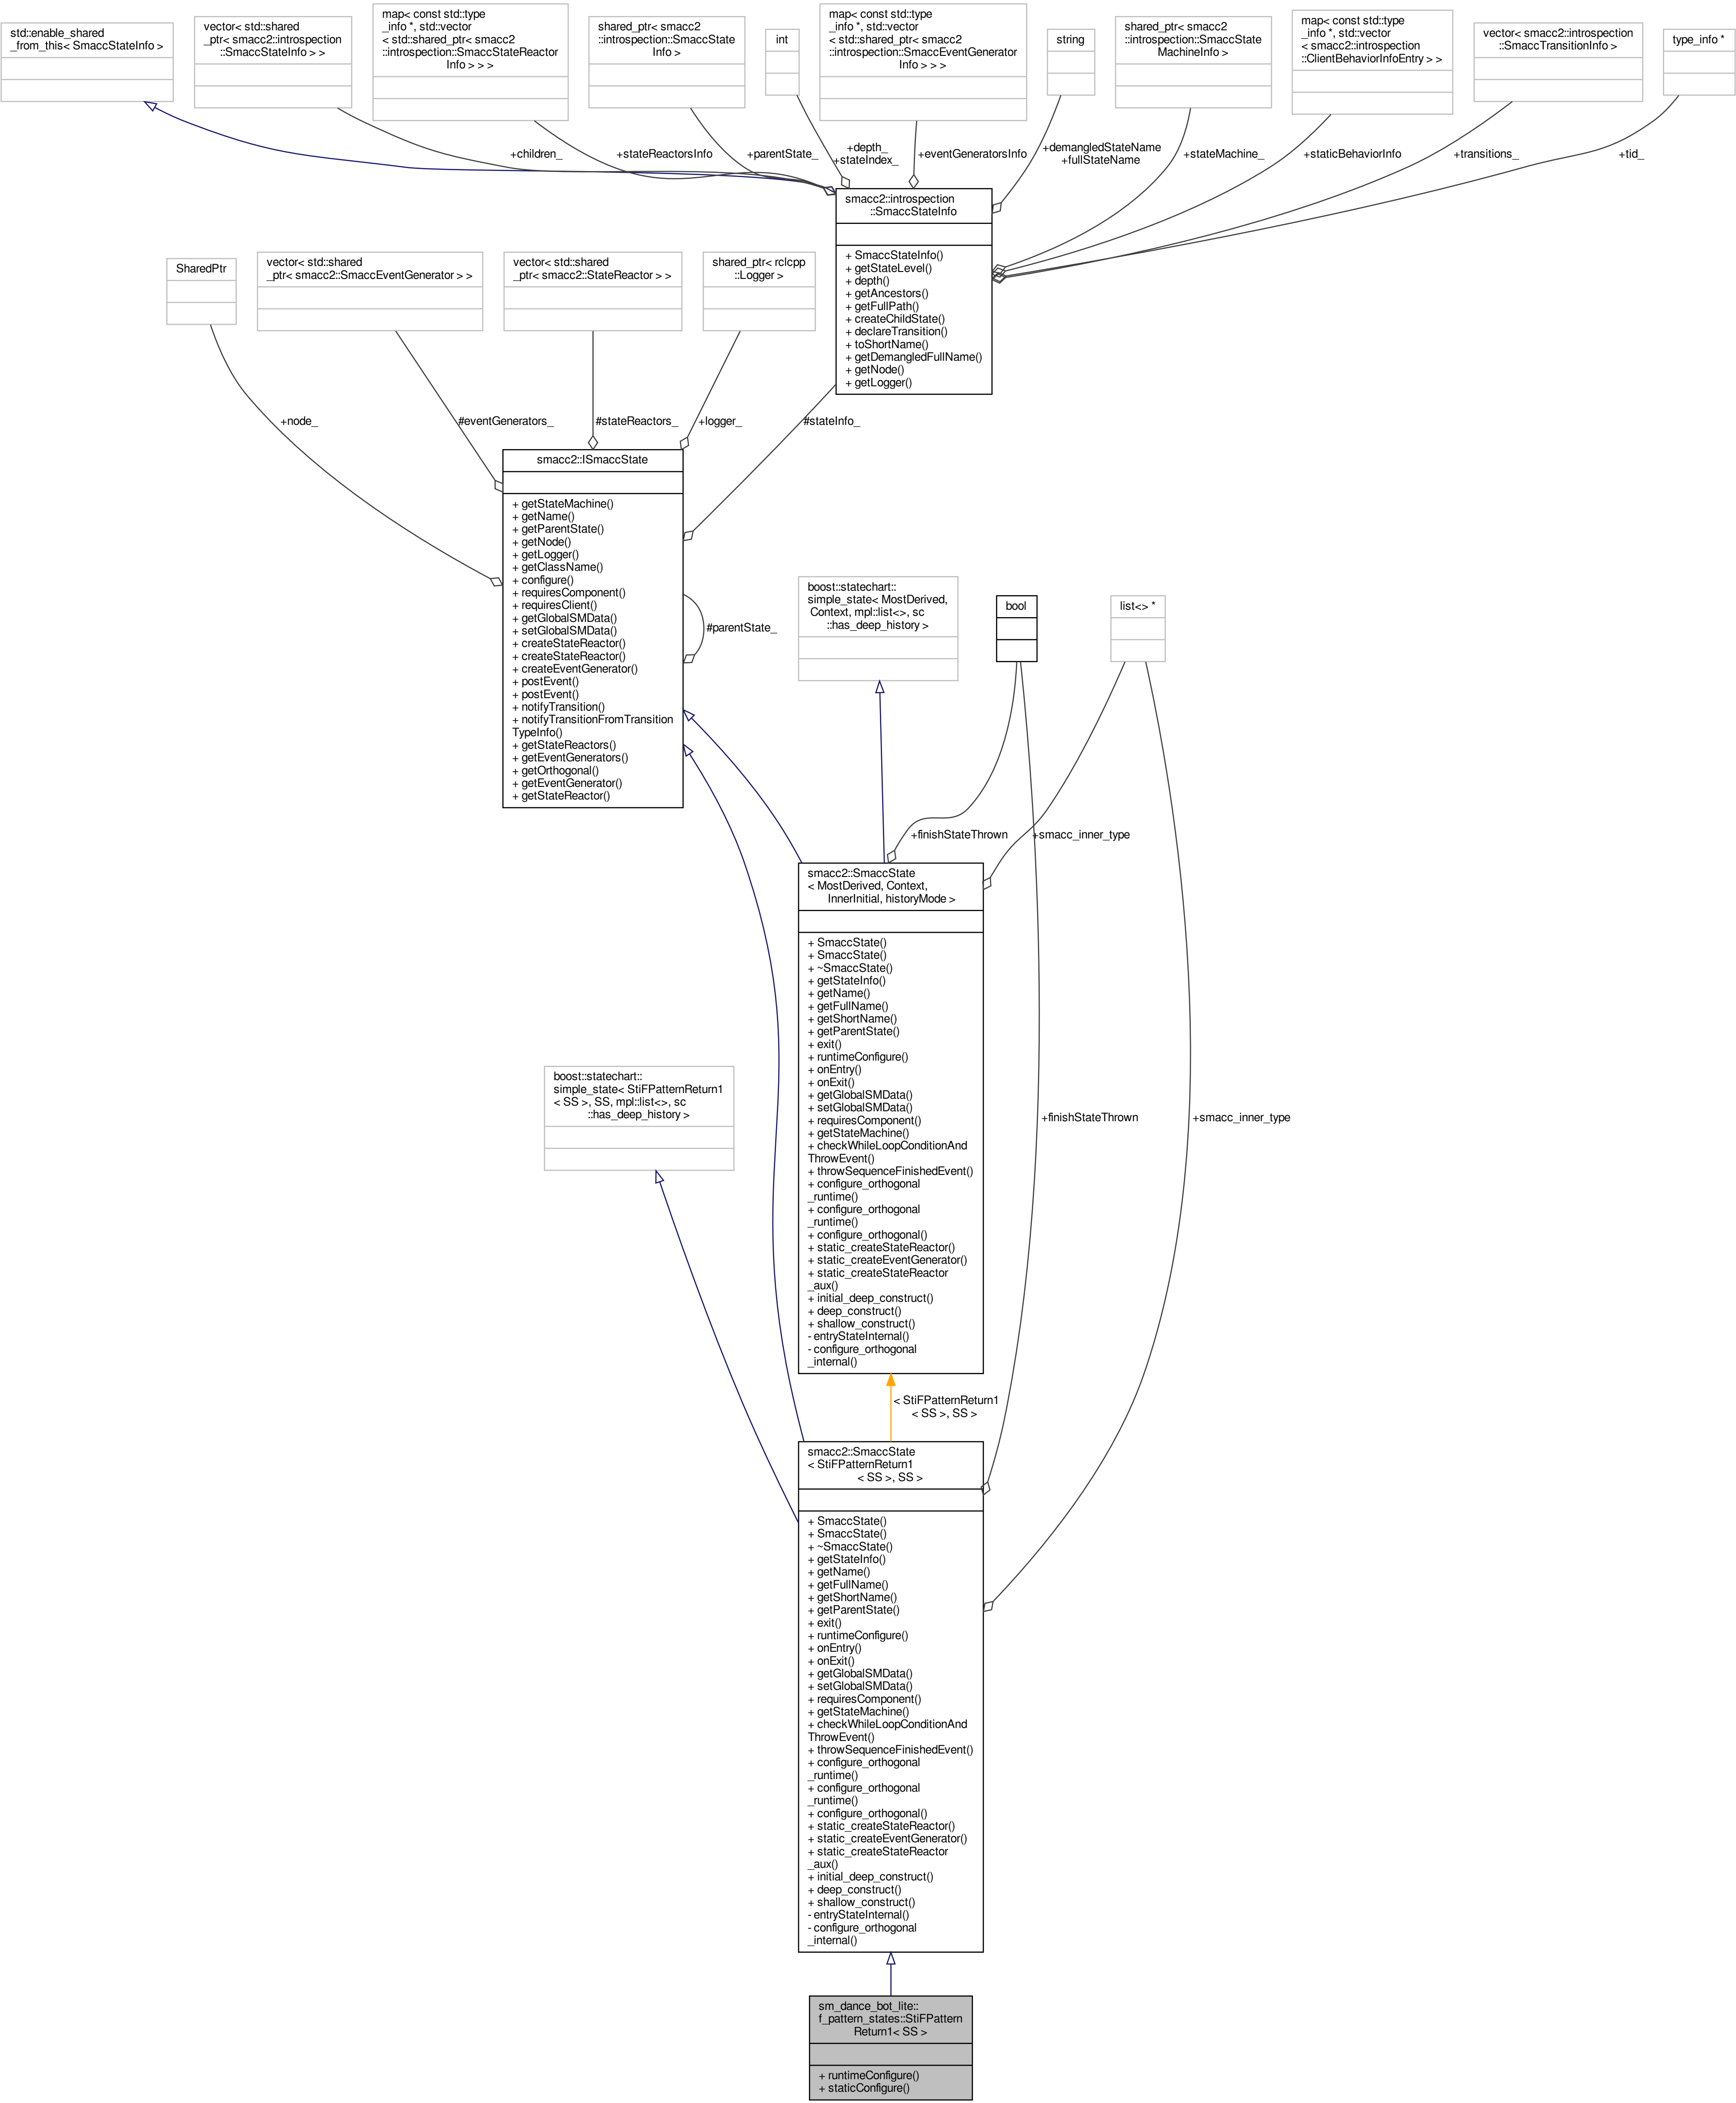 std::enable_shared
_from_this< SmaccStateInfo >
vector< std::shared
_ptr< smacc2::introspection
::SmaccStateInfo > >
map< const std::type
_info *, std::vector
< std::shared_ptr< smacc2
::introspection::SmaccStateReactor
Info > > >
shared_ptr< smacc2
::introspection::SmaccState
Info >
int
map< const std::type
_info *, std::vector
< std::shared_ptr< smacc2
::introspection::SmaccEventGenerator
Info > > >
string
shared_ptr< smacc2
::introspection::SmaccState
MachineInfo >
map< const std::type
_info *, std::vector
< smacc2::introspection
::ClientBehaviorInfoEntry > >
vector< smacc2::introspection
::SmaccTransitionInfo >
type_info *
+children_
+stateReactorsInfo
+parentState_
+depth_
+stateIndex_
+eventGeneratorsInfo
+demangledStateName
+fullStateName
+stateMachine_
+staticBehaviorInfo
+transitions_
+tid_
smacc2::introspection
::SmaccStateInfo
+ SmaccStateInfo()
+ getStateLevel()
+ depth()
+ getAncestors()
+ getFullPath()
+ createChildState()
+ declareTransition()
+ toShortName()
+ getDemangledFullName()
+ getNode()
+ getLogger()
SharedPtr
vector< std::shared
_ptr< smacc2::SmaccEventGenerator > >
vector< std::shared
_ptr< smacc2::StateReactor > >
shared_ptr< rclcpp
::Logger >
+node_
#eventGenerators_
#stateReactors_
+logger_
#stateInfo_
smacc2::ISmaccState
+ getStateMachine()
+ getName()
+ getParentState()
+ getNode()
+ getLogger()
+ getClassName()
+ configure()
+ requiresComponent()
+ requiresClient()
+ getGlobalSMData()
+ setGlobalSMData()
+ createStateReactor()
+ createStateReactor()
+ createEventGenerator()
+ postEvent()
+ postEvent()
+ notifyTransition()
+ notifyTransitionFromTransition
TypeInfo()
+ getStateReactors()
+ getEventGenerators()
+ getOrthogonal()
+ getEventGenerator()
+ getStateReactor()
#parentState_
boost::statechart::
simple_state< MostDerived,
Context, mpl::list<>, sc
::has_deep_history >
bool
list<> *
+finishStateThrown
+smacc_inner_type
smacc2::SmaccState
< MostDerived, Context,
InnerInitial, historyMode >
+ SmaccState()
+ SmaccState()
+ ~SmaccState()
+ getStateInfo()
+ getName()
+ getFullName()
+ getShortName()
+ getParentState()
+ exit()
+ runtimeConfigure()
+ onEntry()
+ onExit()
+ getGlobalSMData()
+ setGlobalSMData()
+ requiresComponent()
+ getStateMachine()
+ checkWhileLoopConditionAnd
ThrowEvent()
+ throwSequenceFinishedEvent()
+ configure_orthogonal
_runtime()
+ configure_orthogonal
_runtime()
+ configure_orthogonal()
+ static_createStateReactor()
+ static_createEventGenerator()
+ static_createStateReactor
_aux()
+ initial_deep_construct()
+ deep_construct()
+ shallow_construct()
- entryStateInternal()
- configure_orthogonal
_internal()
boost::statechart::
simple_state< StiFPatternReturn1
< SS >, SS, mpl::list<>, sc
::has_deep_history >
+finishStateThrown
+smacc_inner_type
< StiFPatternReturn1
< SS >, SS >
smacc2::SmaccState
< StiFPatternReturn1
< SS >, SS >
+ SmaccState()
+ SmaccState()
+ ~SmaccState()
+ getStateInfo()
+ getName()
+ getFullName()
+ getShortName()
+ getParentState()
+ exit()
+ runtimeConfigure()
+ onEntry()
+ onExit()
+ getGlobalSMData()
+ setGlobalSMData()
+ requiresComponent()
+ getStateMachine()
+ checkWhileLoopConditionAnd
ThrowEvent()
+ throwSequenceFinishedEvent()
+ configure_orthogonal
_runtime()
+ configure_orthogonal
_runtime()
+ configure_orthogonal()
+ static_createStateReactor()
+ static_createEventGenerator()
+ static_createStateReactor
_aux()
+ initial_deep_construct()
+ deep_construct()
+ shallow_construct()
- entryStateInternal()
- configure_orthogonal
_internal()
sm_dance_bot_lite::
f_pattern_states::StiFPattern
Return1< SS >
+ runtimeConfigure()
+ staticConfigure()